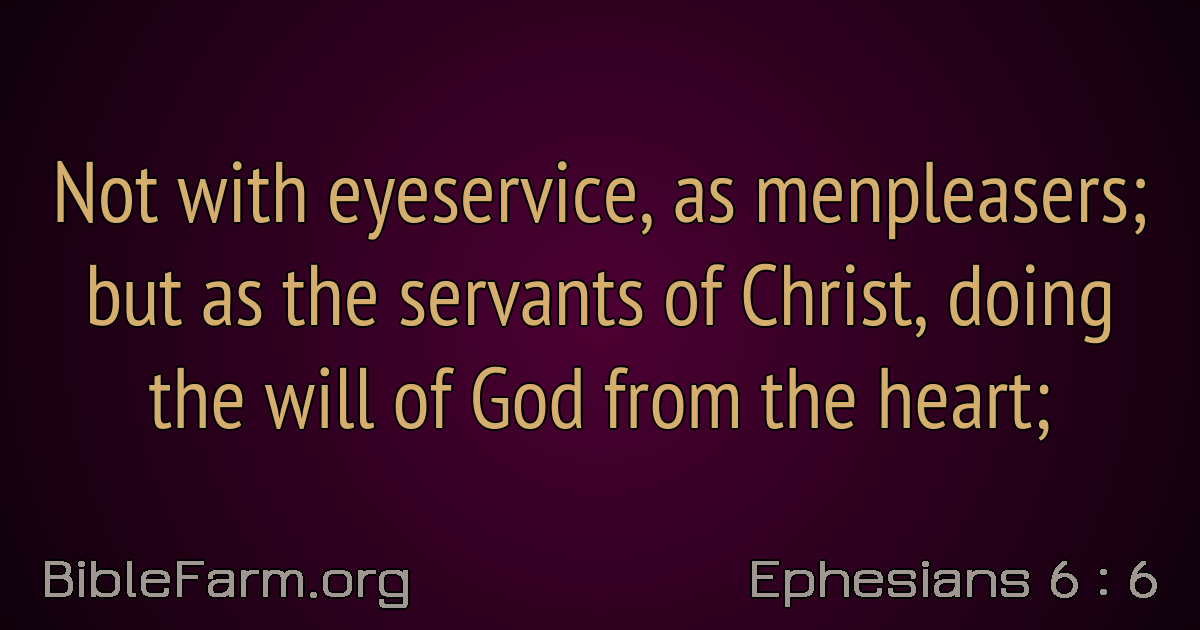 Not with eyeservice, as menpleasers;
but as the servants of Christ, doing
the will of God from the heart;
BibleFarm.org
Ephesians 6 : 6